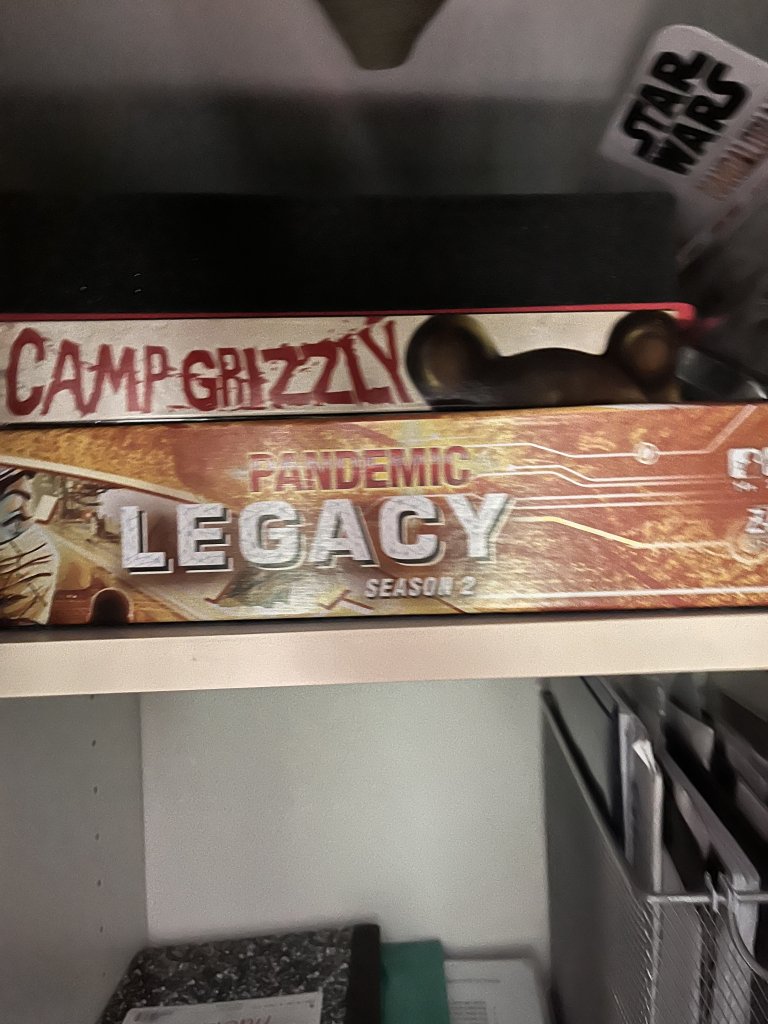 STAR
WARS
CAMP GRIZZLY
PANDEMIC
LEGACY
SEASON 2